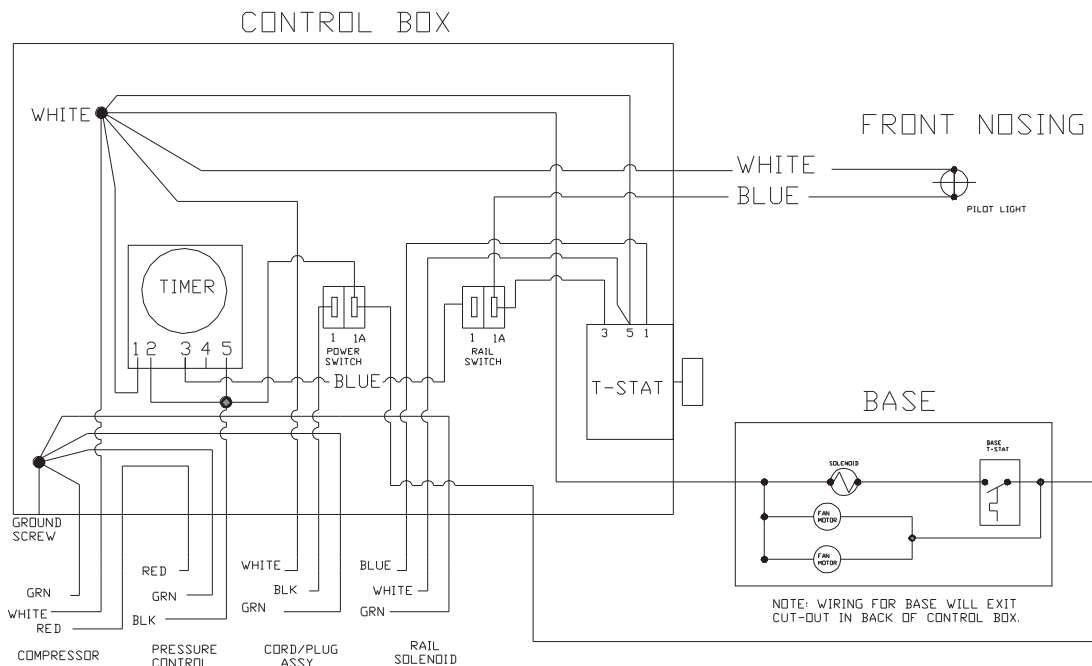 CONTROL BOX
WHITE
FRONT NOSING
WHITE
BLUE
PILOT LIGHT
TIMER
1 2 3 4 5
1 1A
POWER
SWITCH
1 1A
RAIL
SWITCH
3 5 1
T-STAT
BLUE
BASE
BASE
T-STAT
SOLENOID
FAN
MOTOR
FAN
MOTOR
GROUND
SCREW
RED
WHITE
BLUE
GRN
GRN
BLK
WHITE
WHITE
BLK
GRN
GRN
RED
NOTE: WIRING FOR BASE WILL EXIT
CUT-OUT IN BACK OF CONTROL BOX.
COMPRESSOR
PRESSURE
CONTROL
CORD/PLUG
ASSY
RAIL
SOLENOID